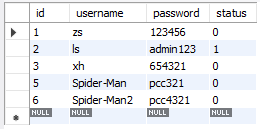 id username password status
1 zs 123456 0
2 ls admin123 1
3 xh 654321 0
5 Spider-Man pcc321 0
6 Spider-Man2 pcc4321 0
NULL NULL NULL NULL